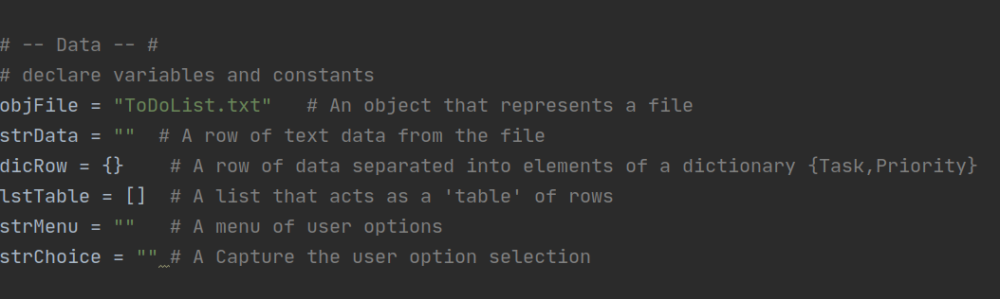 # -- Data -- #
# declare variables and constants
objFile = "ToDoList.txt"   # An object that represents a file
strData = ""  # A row of text data from the file
dicRow = {}    # A row of data separated into elements of a dictionary {Task,Priority}
lstTable = []  # A list that acts as a 'table' of rows
strMenu = ""   # A menu of user options
strChoice = "" # A Capture the user option selection